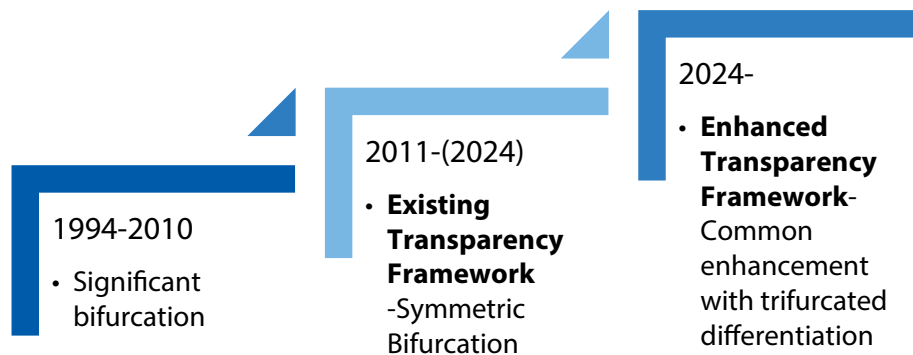 1994-2010
• Significant
bifurcation
2011-(2024)
• Existing
Transparency
Framework
-Symmetric
Bifurcation
2024-
• Enhanced
Transparency
Framework-
Common
enhancement
with trifurcated
differentiation